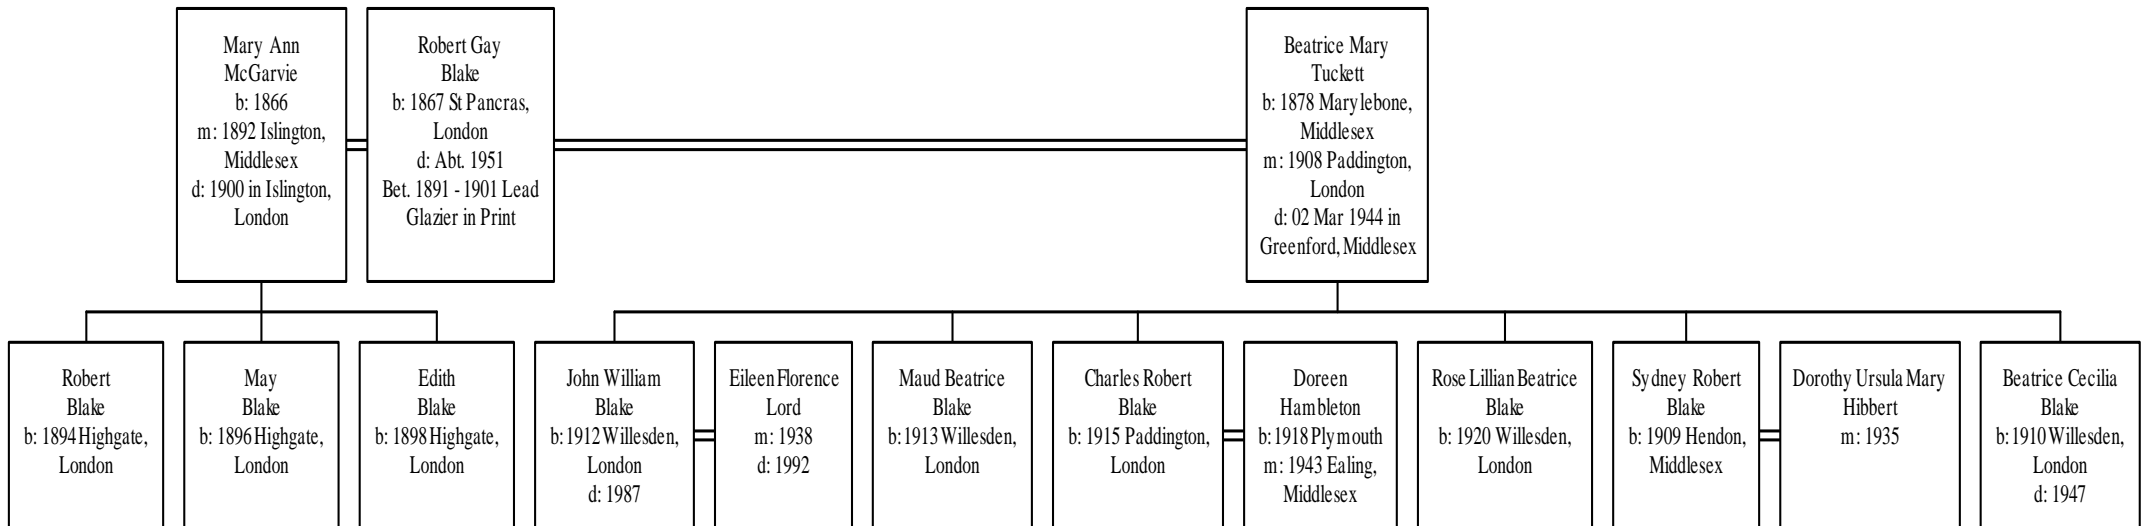 Mary Ann
McGarvie
b: 1866
m: 1892 Islington,
Middlesex
d: 1900 in Islington,
London
Robert Gay
Blake
b: 1867 St Pancras,
London
d: Abt. 1951
Bet. 1891 - 1901 Lead
Glazier in Print
Beatrice Mary
Tuckett
b: 1878 Marylebone,
Middlesex
m: 1908 Paddington,
London
d: 02 Mar 1944 in
Greenford, Middlesex
Robert
Blake
b: 1894 Highgate,
London
May
Blake
b: 1896 Highgate,
London
Edith
Blake
b: 1898 Highgate,
London
John William
Blake
b: 1912 Willesden,
London
d: 1987
Eileen Florence
Lord
m: 1938
d: 1992
Maud Beatrice
Blake
b: 1913 Willesden,
London
Charles Robert
Blake
b: 1915 Paddington,
London
Doreen
Hambleton
b: 1918 Plymouth
m: 1943 Ealing,
Middlesex
Rose Lillian Beatrice
Blake
b: 1920 Willesden,
London
Sydney Robert
Blake
b: 1909 Hendon,
Middlesex
Dorothy Ursula Mary
Hibbert
m: 1935
Beatrice Cecilia
Blake
b: 1910 Willesden,
London
d: 1947